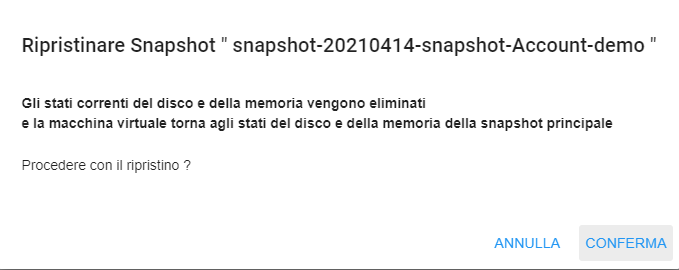 Ripristinare Snapshot " snapshot-20210414-snapshot-Account-demo "
Gli stati correnti del disco e della memoria vengono eliminati
e la macchina virtuale torna agli stati del disco e della memoria della snapshot principale
Procedere con il ripristino ?
ANNULLA CONFERMA